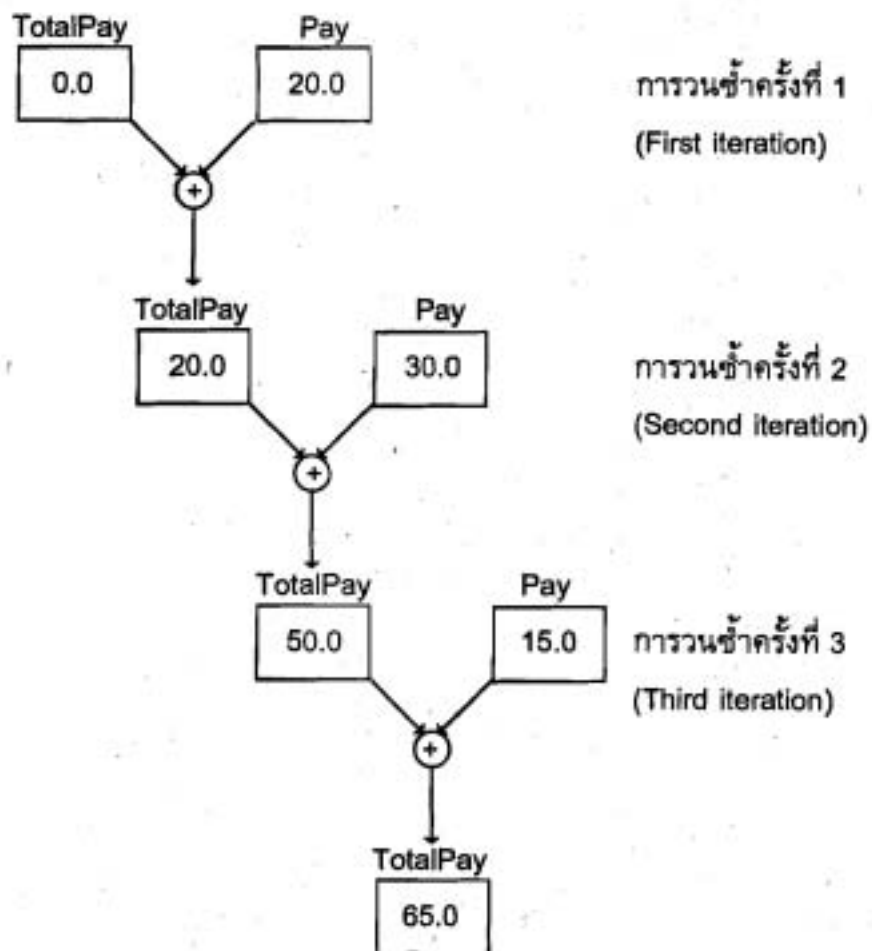 TotalPay Pay
0.0 20.0 การวนซ้ำครั้งที่ 1
(First iteration)
+
TotalPay Pay
20.0 30.0 การวนซ้ำครั้งที่ 2
(Second iteration)
+
TotalPay Pay
50.0 15.0 การวนซ้ำครั้งที่ 3
(Third iteration)
+
TotalPay
65.0